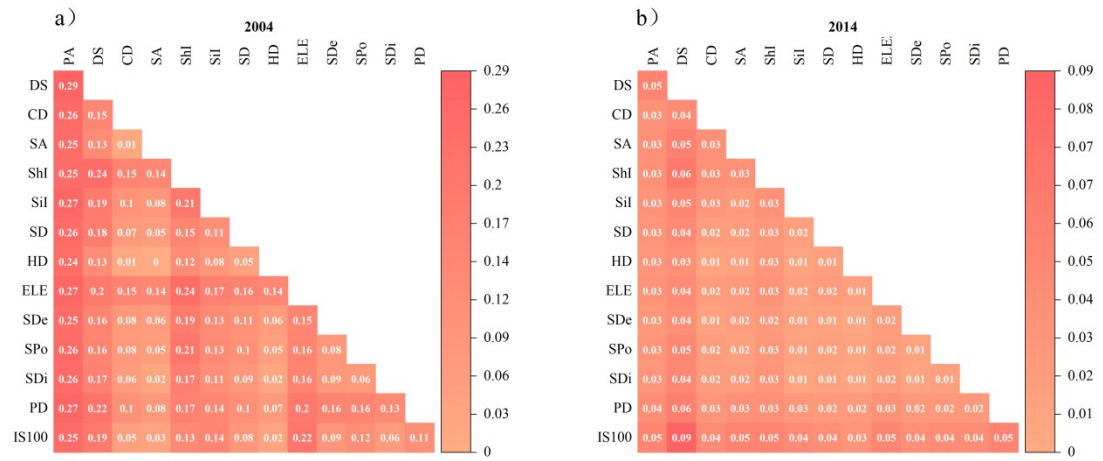 a)
2004
PA DS CD SA ShI SiI SD HD ELE SDe SPo SDi PD
DS 0.29
CD 0.26 0.15
SA 0.25 0.13 0.01
ShI 0.25 0.24 0.15 0.14
SiI 0.27 0.19 0.1 0.08 0.21
SD 0.26 0.18 0.07 0.05 0.15 0.11
HD 0.24 0.13 0.01 0 0.12 0.08 0.05
ELE 0.27 0.2 0.15 0.14 0.24 0.17 0.16 0.14
SDe 0.25 0.16 0.08 0.06 0.19 0.13 0.11 0.06 0.15
SPo 0.26 0.16 0.08 0.05 0.21 0.13 0.1 0.05 0.16 0.08
SDi 0.26 0.17 0.06 0.02 0.17 0.11 0.09 0.02 0.16 0.09 0.06
PD 0.27 0.22 0.1 0.08 0.17 0.14 0.1 0.07 0.2 0.16 0.16 0.13
IS100 0.25 0.19 0.05 0.03 0.13 0.14 0.08 0.02 0.22 0.09 0.12 0.06 0.11
0.29
0.26
0.23
0.2
0.17
0.14
0.12
0.09
0.06
0.03
0
b)
2014
PA DS CD SA ShI SiI SD HD ELE SDe SPo SDi PD
DS 0.05
CD 0.03 0.04
SA 0.03 0.05 0.03
ShI 0.03 0.06 0.03 0.03
SiI 0.03 0.05 0.03 0.02 0.03
SD 0.03 0.04 0.02 0.02 0.03 0.02
HD 0.03 0.03 0.01 0.01 0.03 0.01 0.01
ELE 0.03 0.04 0.02 0.02 0.03 0.02 0.02 0.01
SDe 0.03 0.04 0.01 0.02 0.02 0.01 0.01 0.01 0.02
SPo 0.03 0.05 0.02 0.02 0.03 0.01 0.02 0.01 0.02 0.01
SDi 0.03 0.04 0.02 0.02 0.03 0.01 0.01 0.01 0.02 0.01 0.01
PD 0.04 0.06 0.02 0.03 0.03 0.02 0.02 0.02 0.03 0.02 0.02 0.02
IS100 0.05 0.09 0.04 0.05 0.05 0.04 0.04 0.03 0.05 0.04 0.04 0.04 0.05
0.09
0.08
0.07
0.07
0.06
0.05
0.04
0.03
0.02
0.01
0